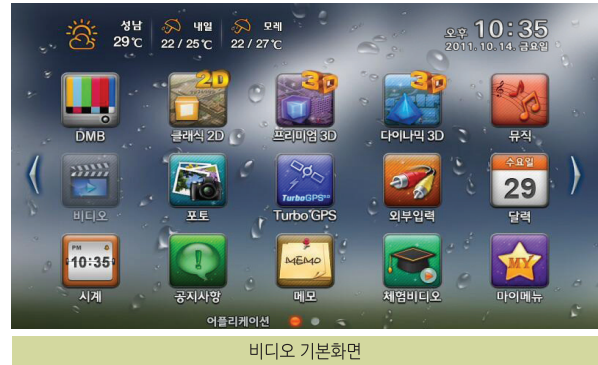 성남 내일 모레
29℃ 22 / 25℃ 22 / 27℃
오후 10:35
2011. 10. 14. 금요일
2D 3D 3D
DMB 클래식 2D 프리미엄 3D 다이나믹 3D 뮤직
TurboGPS 수요일
29
비디오 포토 Turbo GPS 외부입력 달력
PM
10:35 MEMO MY
시계 공지사항 메모 체험비디오 마이메뉴
어플리케이션
비디오 기본화면